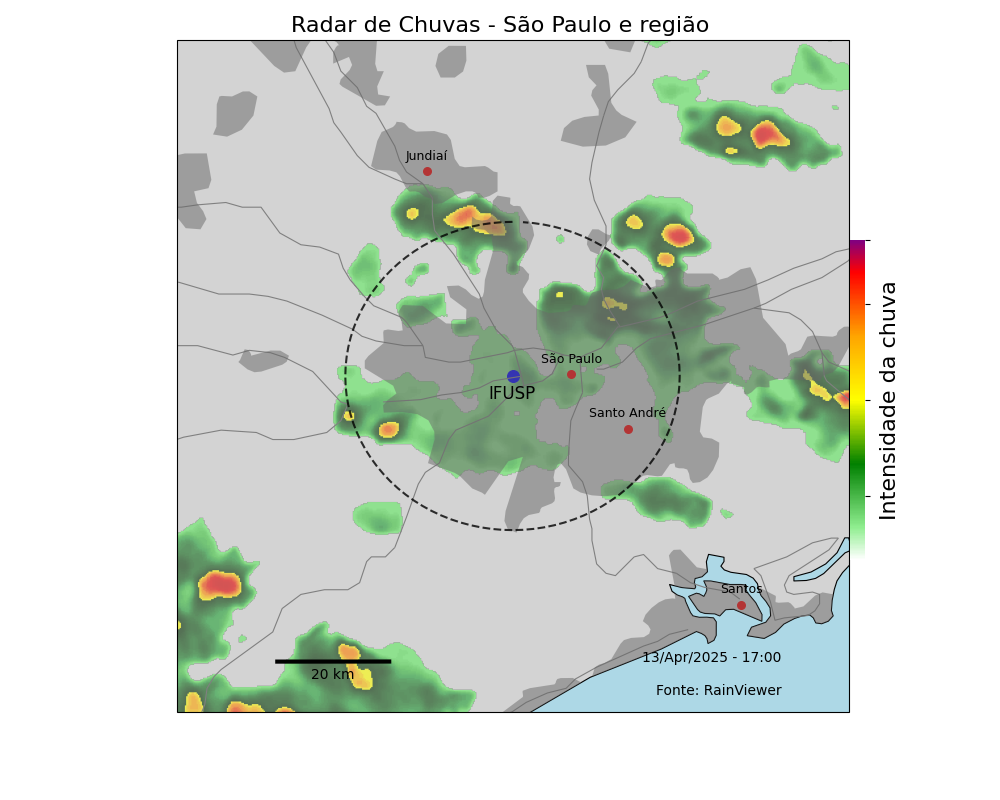 Radar de Chuvas - São Paulo e região
Jundiaí
São Paulo
IFUSP
Santo André
Intensidade da chuva
Santos
13/Apr/2025 - 17:00
20 km
Fonte: RainViewer